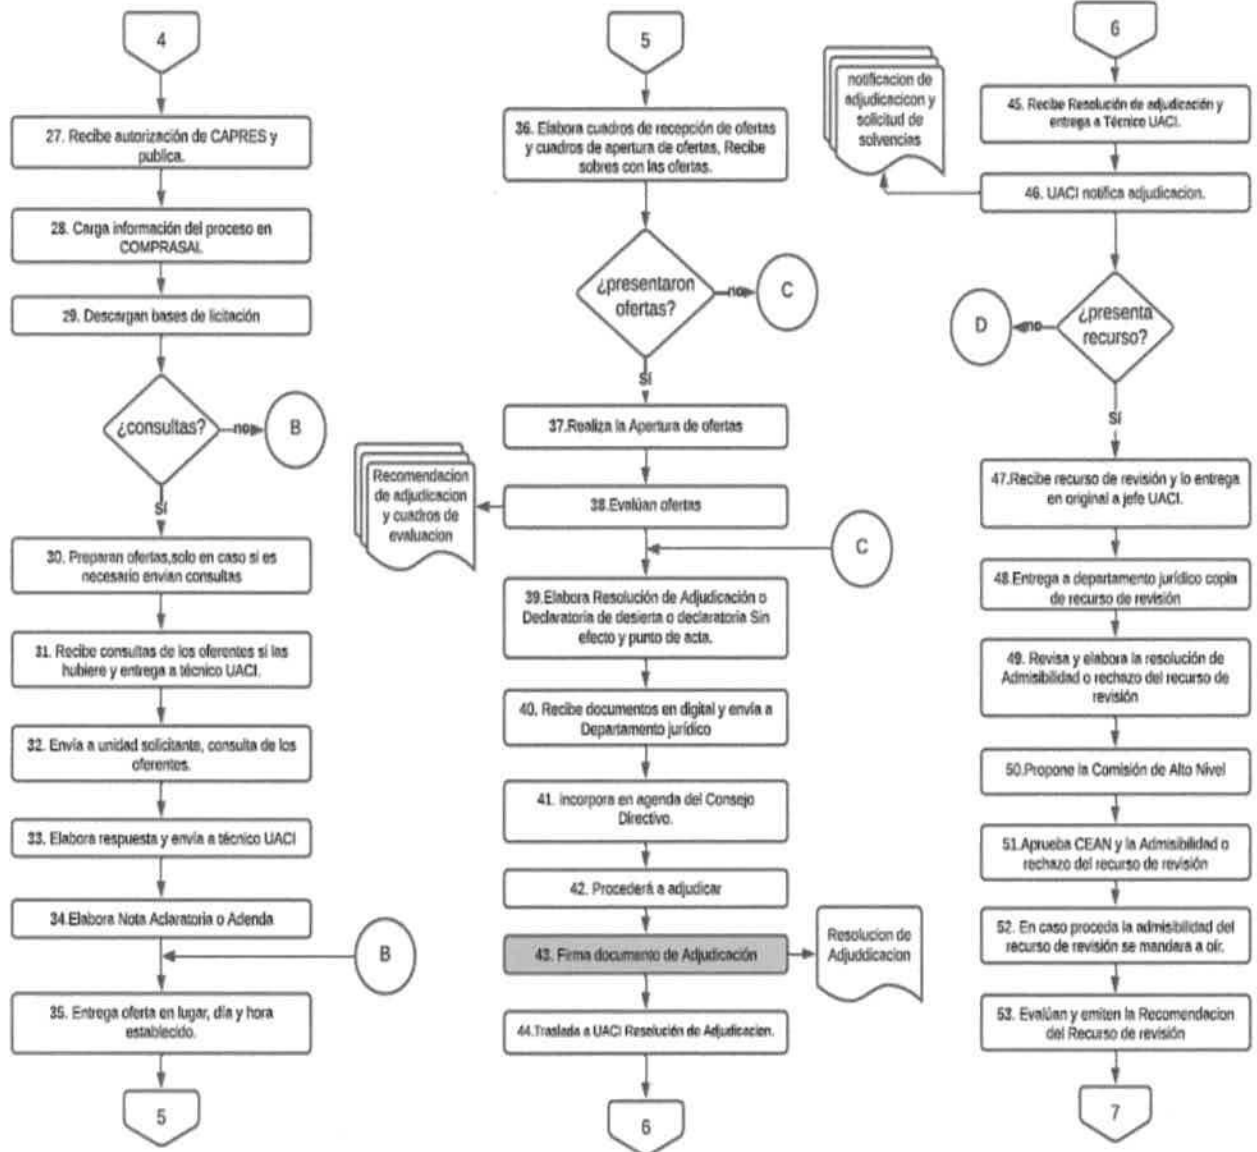 4
27. Recibe autorización de CAPRES y
publica.
28. Carga información del proceso en
COMPRASAL.
29. Descargan bases de licitación
¿consultas?
no
B
Sí
30. Preparan ofertas,solo en caso si es
necesario envian consultas
31. Recibe consultas de los oferentes si las
hubiere y entrega a técnico UACI.
32. Envía a unidad solicitante, consulta de los
oferentes.
33. Elabora respuesta y envía a técnico UACI
34.Elabora Nota Aclaratoria o Adenda
B
35. Entrega oferta en lugar, día y hora
establecido.
5
5
36. Elabora cuadros de recepción de ofertas
y cuadros de apertura de ofertas, Recibe
sobres con las ofertas.
¿presentaron
ofertas?
no
C
Sí
37.Realiza la Apertura de ofertas
38.Evalúan ofertas
Recomendacion
de adjudicacion
y cuadros de
evaluacion
C
39.Elabora Resolución de Adjudicación o
Declaratoria de desierta o declaratoria Sin
efecto y punto de acta.
40. Recibe documentos en digital y envía a
Departamento jurídico
41. incorpora en agenda del Consejo
Directivo.
42. Procederá a adjudicar
43. Firma documento de Adjudicación
Resolucion de
Adjuddicacion
44.Traslada a UACI Resolución de Adjudicacion.
6
6
45. Recibe Resolución de adjudicación y
entrega a Técnico UACI.
notificacion de
adjudicacicon y
solicitud de
solvencias
46. UACI notifica adjudicacion.
¿presenta
recurso?
no
D
Sí
47.Recibe recurso de revisión y lo entrega
en original a jefe UACI.
48.Entrega a departamento jurídico copia
de recurso de revisión
49. Revisa y elabora la resolución de
Admisibilidad o rechazo del recurso de
revisión
50.Propone la Comisión de Alto Nivel
51.Aprueba CEAN y la Admisibilidad o
rechazo del recurso de revisión
52. En caso proceda la admisibilidad del
recurso de revisión se mandara a oír.
53. Evalúan y emiten la Recomendacion
del Recurso de revisión
7